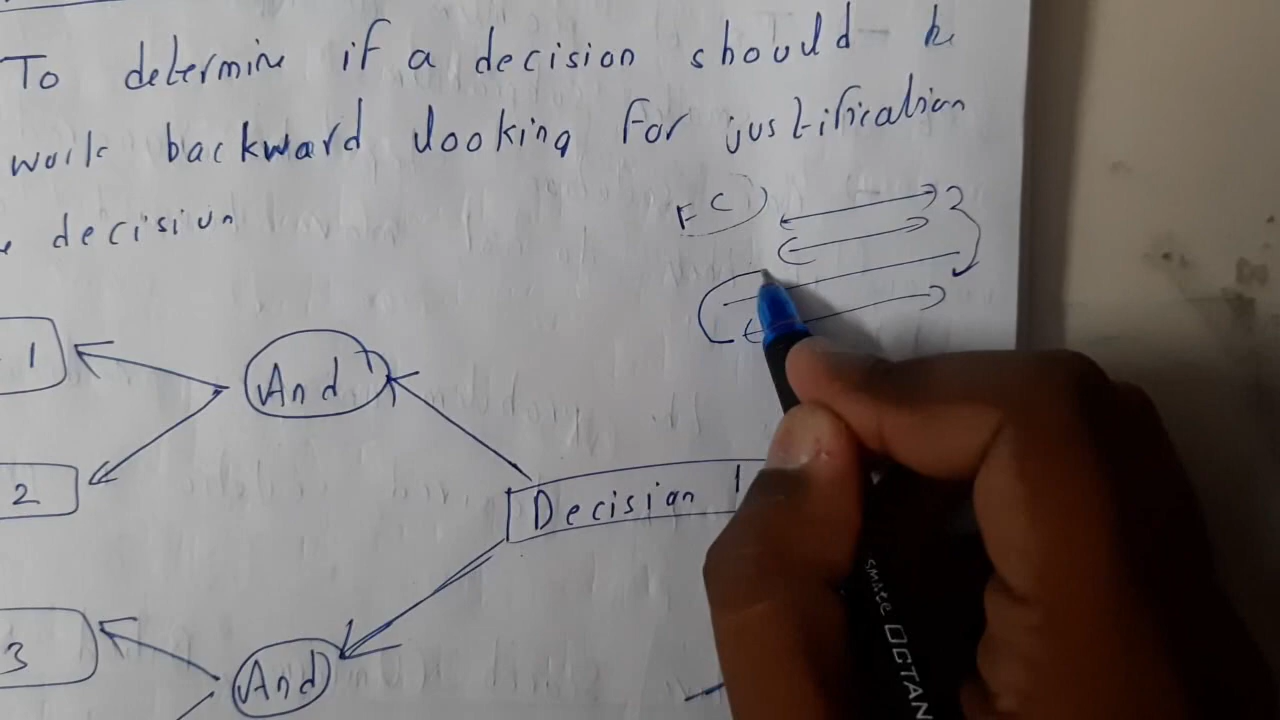 To determine if a decision should be
work backward looking for justification
decision
FC
1
And
2
Decision 1
3
And
OCTAN